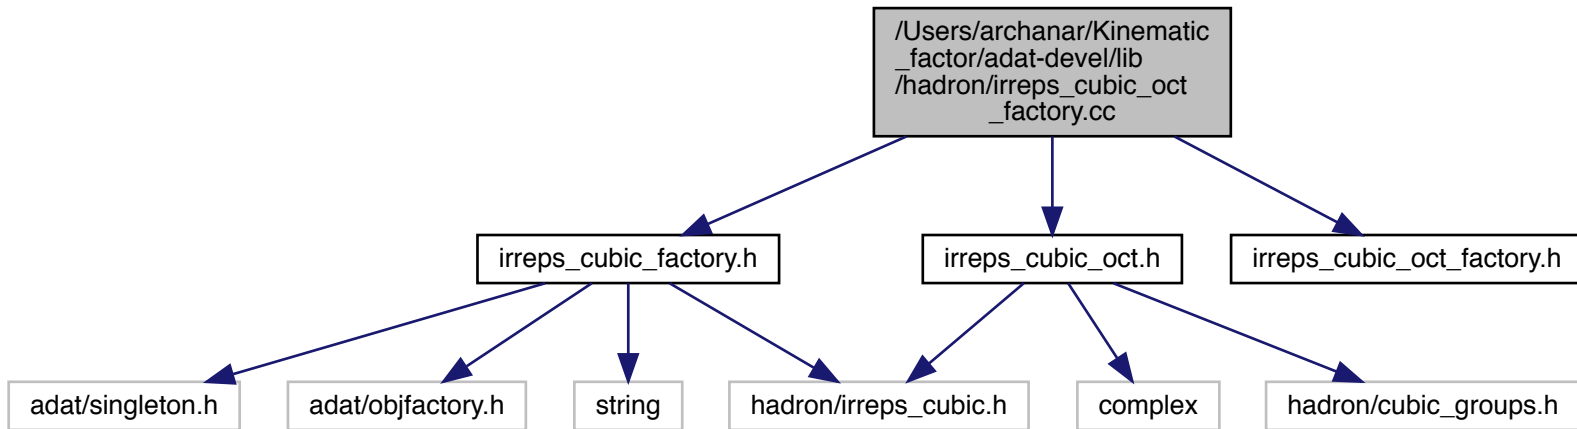 /Users/archanar/Kinematic
_factor/adat-devel/lib
/hadron/irreps_cubic_oct
_factory.cc
irreps_cubic_factory.h
irreps_cubic_oct.h
irreps_cubic_oct_factory.h
adat/singleton.h
adat/objfactory.h
string
hadron/irreps_cubic.h
complex
hadron/cubic_groups.h